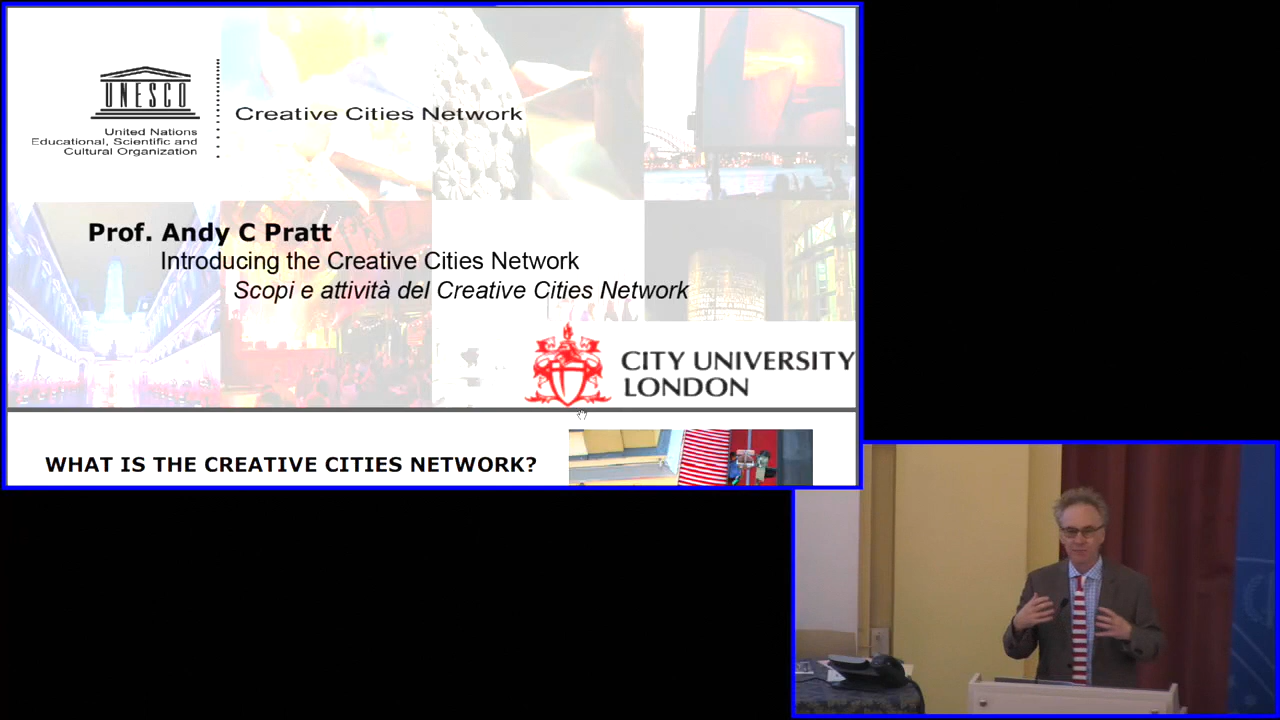 UNESCO
United Nations
Educational, Scientific and
Cultural Organization
Creative Cities Network
Prof. Andy C Pratt
Introducing the Creative Cities Network
Scopi e attività del Creative Cities Network
CITY UNIVERSITY
LONDON
WHAT IS THE CREATIVE CITIES NETWORK?